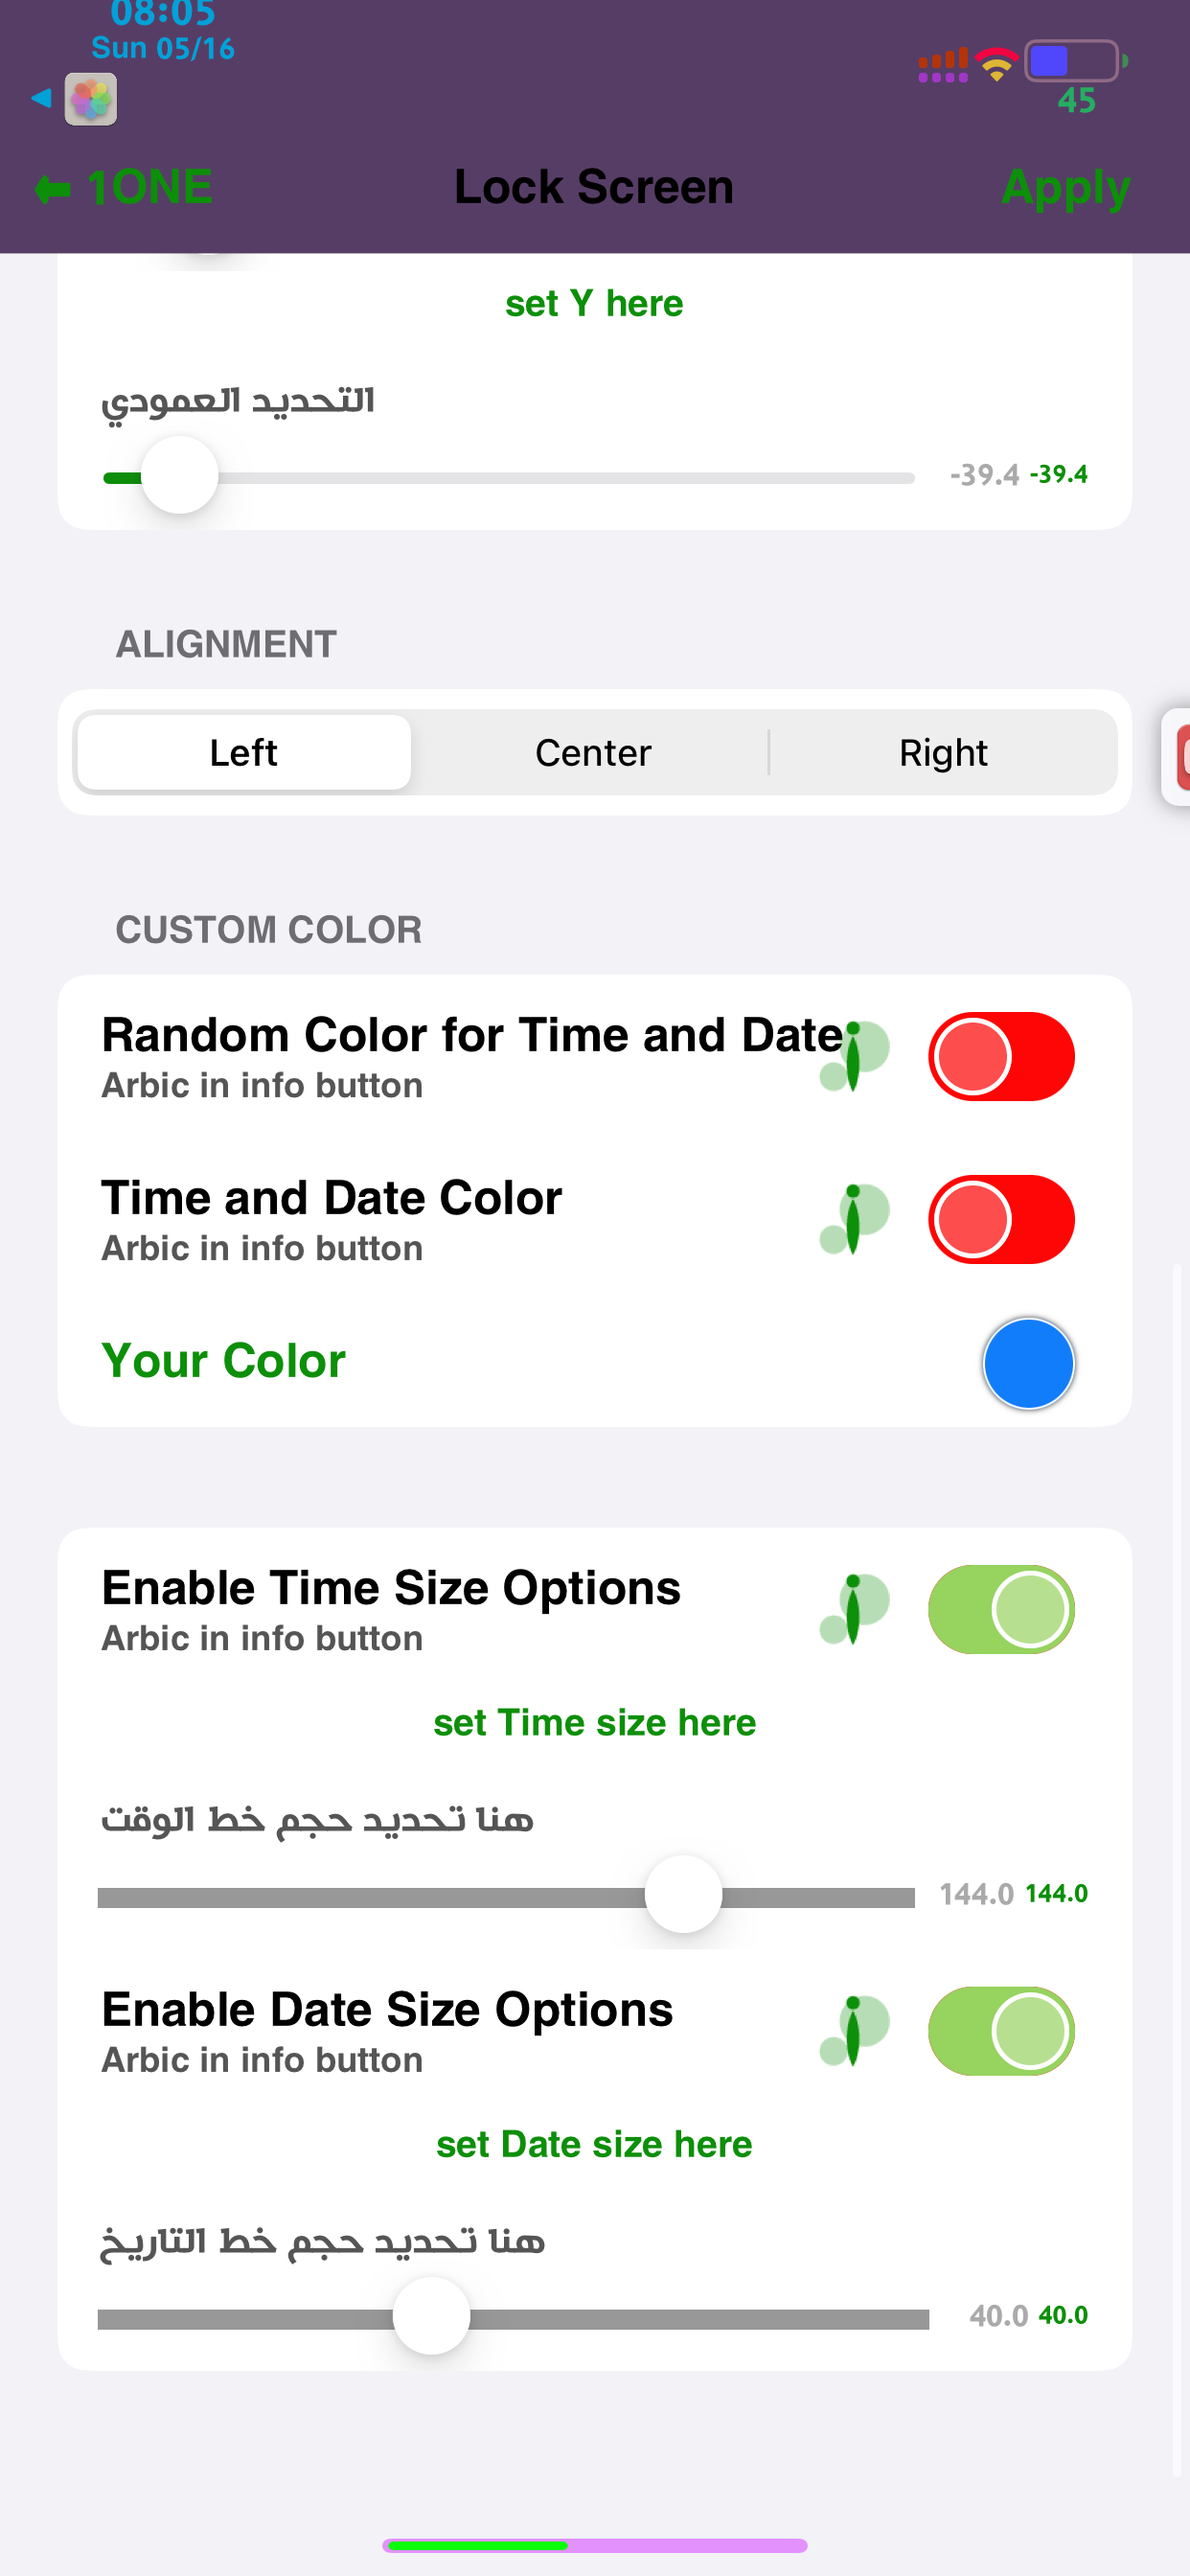 08:05
Sun 05/16
45
1ONE
Lock Screen
Apply
set Y here
التحديد العمودي
-39.4 -39.4
ALIGNMENT
Left
Center
Right
CUSTOM COLOR
Random Color for Time and Date
Arbic in info button
Time and Date Color
Arbic in info button
Your Color
Enable Time Size Options
Arbic in info button
set Time size here
هنا تحديد حجم خط الوقت
144.0 144.0
Enable Date Size Options
Arbic in info button
set Date size here
هنا تحديد حجم خط التاريخ
40.0 40.0